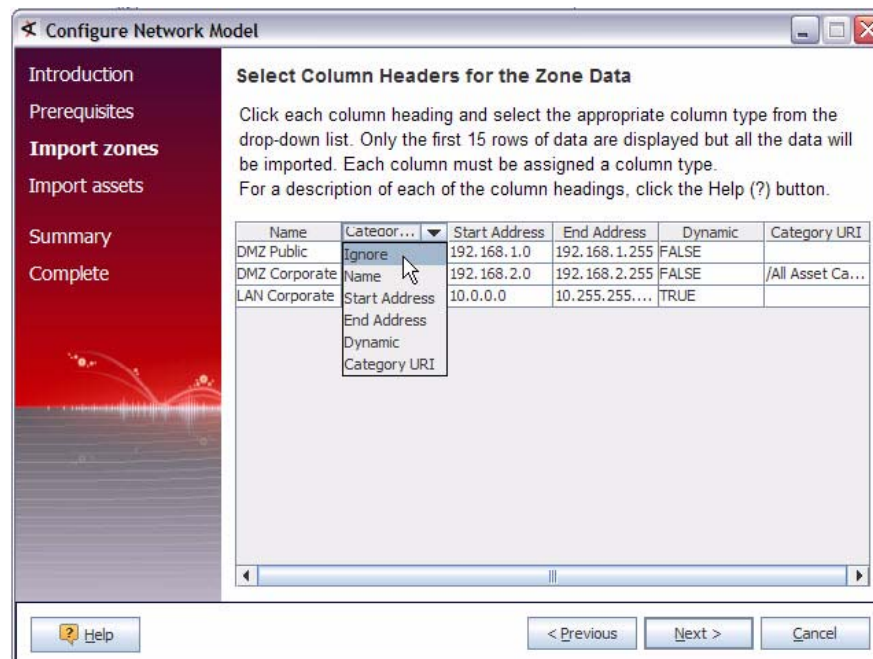 Configure Network Model
Introduction
Prerequisites
Import zones
Import assets
Summary
Complete
Select Column Headers for the Zone Data
Click each column heading and select the appropriate column type from the
drop-down list. Only the first 15 rows of data are displayed but all the data will
be imported. Each column must be assigned a column type.
For a description of each of the column headings, click the Help (?) button.
Name Categor... Start Address End Address Dynamic Category URI
DMZ Public 192.168.1.0 192.168.1.255 FALSE
DMZ Corporate 192.168.2.0 192.168.2.255 FALSE /All Asset Ca...
LAN Corporate 10.0.0.0 10.255.255.... TRUE
Ignore
Name
Start Address
End Address
Dynamic
Category URI
Help
< Previous
Next >
Cancel